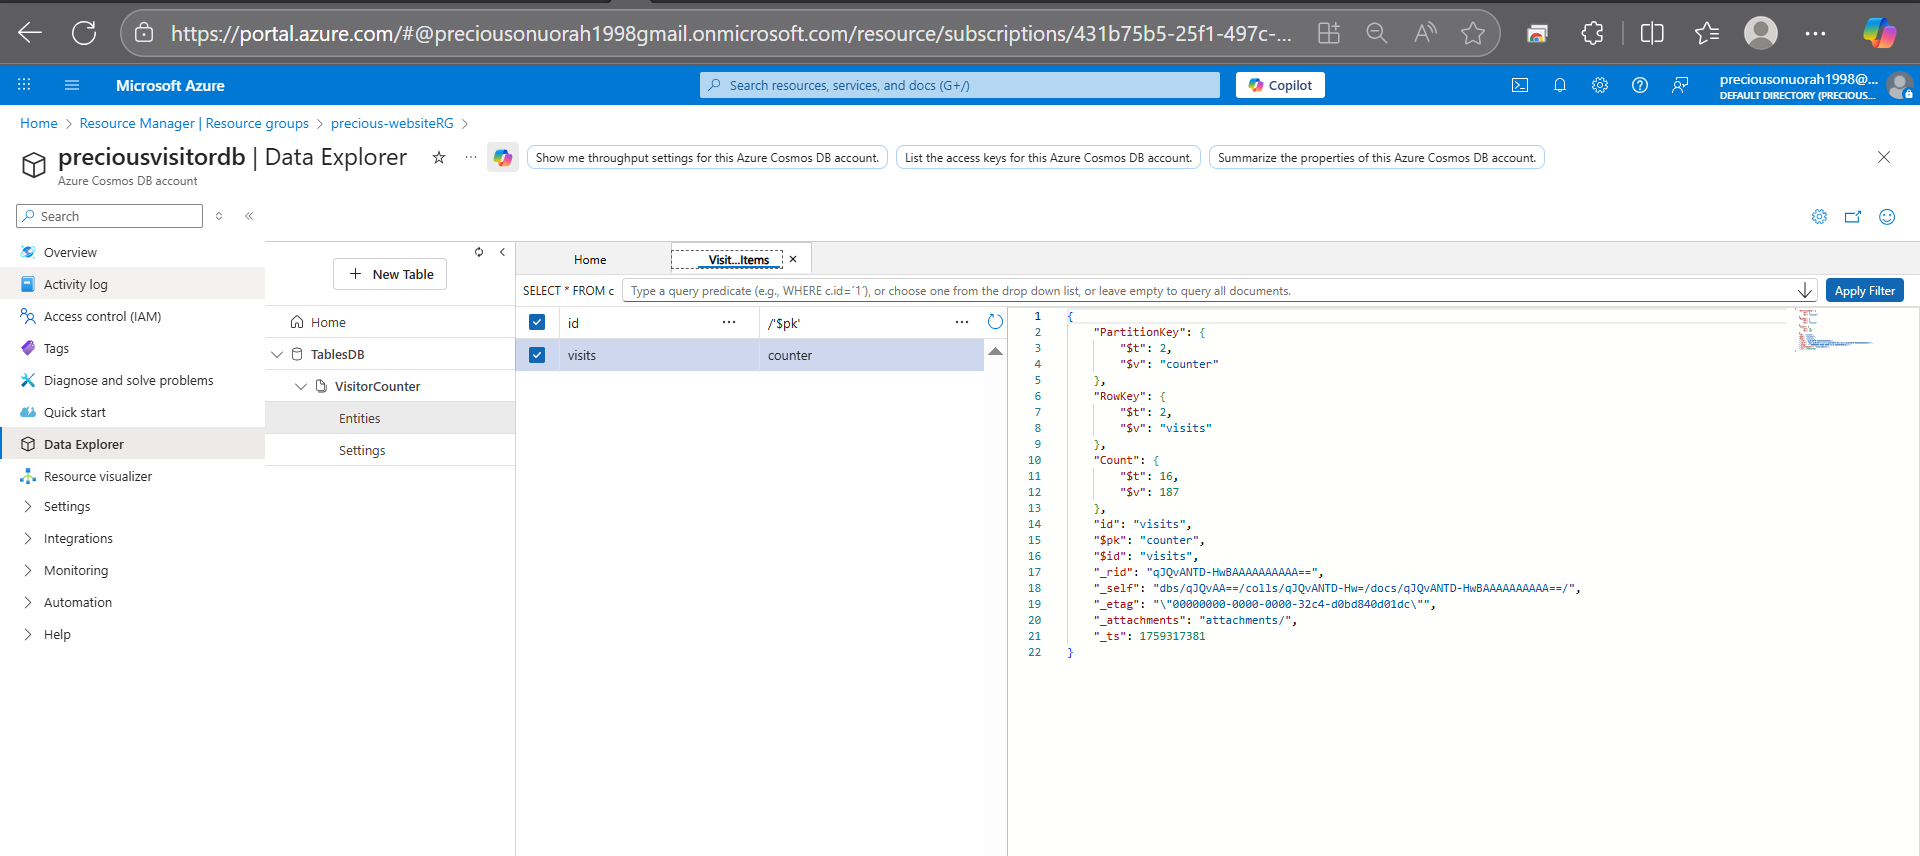 https://portal.azure.com/#@preciousonuorah1998gmail.onmicrosoft.com/resource/subscriptions/431b75b5-25f1-497c-...
Microsoft Azure
Search resources, services, and docs (G+/)
Copilot
preciousonuorah1998@...
DEFAULT DIRECTORY (PRECIOUS...
Home > Resource Manager | Resource groups > precious-websiteRG >
preciousvisitordb | Data Explorer
Azure Cosmos DB account
Show me throughput settings for this Azure Cosmos DB account.
List the access keys for this Azure Cosmos DB account.
Summarize the properties of this Azure Cosmos DB account.
Search
Overview
Activity log
Access control (IAM)
Tags
Diagnose and solve problems
Quick start
Data Explorer
Resource visualizer
Settings
Integrations
Monitoring
Automation
Help
+ New Table
Home
TablesDB
VisitorCounter
Entities
Settings
Home
Visit...Items
SELECT * FROM c
Type a query predicate (e.g., WHERE c.id=´1´), or choose one from the drop down list, or leave empty to query all documents.
Apply Filter
id ... /'$pk' ...
visits counter
1 {
2 "PartitionKey": {
3 "$t": 2,
4 "$v": "counter"
5 },
6 "RowKey": {
7 "$t": 2,
8 "$v": "visits"
9 },
10 "Count": {
11 "$t": 16,
12 "$v": 187
13 },
14 "id": "visits",
15 "$pk": "counter",
16 "$id": "visits",
17 "_rid": "qJQvANTD-HwBAAAAAAAAAA==",
18 "_self": "dbs/qJQvAA==/colls/qJQvANTD-Hw=/docs/qJQvANTD-HwBAAAAAAAAAA==/",
19 "_etag": "\"00000000-0000-0000-32c4-d0bd840d01dc\"",
20 "_attachments": "attachments/",
21 "_ts": 1759317381
22 }